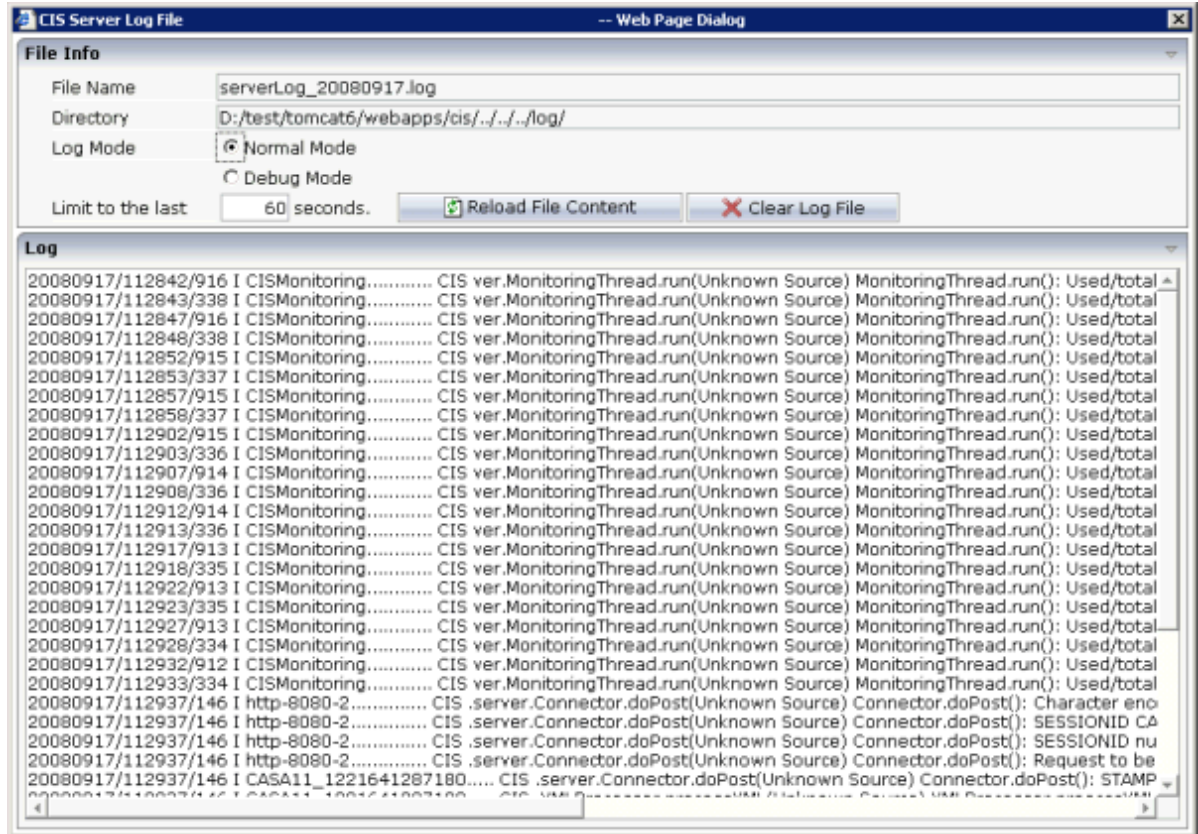 CIS Server Log File -- Web Page Dialog
File Info
File Name serverLog_20080917.log
Directory D:/test/tomcat6/webapps/cis/../../../log/
Log Mode Normal Mode
Debug Mode
Limit to the last 60 seconds. Reload File Content Clear Log File
Log
20080917/112842/916 I CISMonitoring............. CIS ver.MonitoringThread.run(Unknown Source) MonitoringThread.run(): Used/total
20080917/112843/338 I CISMonitoring............. CIS ver.MonitoringThread.run(Unknown Source) MonitoringThread.run(): Used/total
20080917/112847/916 I CISMonitoring............. CIS ver.MonitoringThread.run(Unknown Source) MonitoringThread.run(): Used/total
20080917/112848/338 I CISMonitoring............. CIS ver.MonitoringThread.run(Unknown Source) MonitoringThread.run(): Used/total
20080917/112852/915 I CISMonitoring............. CIS ver.MonitoringThread.run(Unknown Source) MonitoringThread.run(): Used/total
20080917/112853/337 I CISMonitoring............. CIS ver.MonitoringThread.run(Unknown Source) MonitoringThread.run(): Used/total
20080917/112857/915 I CISMonitoring............. CIS ver.MonitoringThread.run(Unknown Source) MonitoringThread.run(): Used/total
20080917/112858/337 I CISMonitoring............. CIS ver.MonitoringThread.run(Unknown Source) MonitoringThread.run(): Used/total
20080917/112902/915 I CISMonitoring............. CIS ver.MonitoringThread.run(Unknown Source) MonitoringThread.run(): Used/total
20080917/112903/336 I CISMonitoring............. CIS ver.MonitoringThread.run(Unknown Source) MonitoringThread.run(): Used/total
20080917/112907/914 I CISMonitoring............. CIS ver.MonitoringThread.run(Unknown Source) MonitoringThread.run(): Used/total
20080917/112908/336 I CISMonitoring............. CIS ver.MonitoringThread.run(Unknown Source) MonitoringThread.run(): Used/total
20080917/112912/914 I CISMonitoring............. CIS ver.MonitoringThread.run(Unknown Source) MonitoringThread.run(): Used/total
20080917/112913/336 I CISMonitoring............. CIS ver.MonitoringThread.run(Unknown Source) MonitoringThread.run(): Used/total
20080917/112917/913 I CISMonitoring............. CIS ver.MonitoringThread.run(Unknown Source) MonitoringThread.run(): Used/total
20080917/112918/335 I CISMonitoring............. CIS ver.MonitoringThread.run(Unknown Source) MonitoringThread.run(): Used/total
20080917/112922/913 I CISMonitoring............. CIS ver.MonitoringThread.run(Unknown Source) MonitoringThread.run(): Used/total
20080917/112923/335 I CISMonitoring............. CIS ver.MonitoringThread.run(Unknown Source) MonitoringThread.run(): Used/total
20080917/112927/913 I CISMonitoring............. CIS ver.MonitoringThread.run(Unknown Source) MonitoringThread.run(): Used/total
20080917/112928/334 I CISMonitoring............. CIS ver.MonitoringThread.run(Unknown Source) MonitoringThread.run(): Used/total
20080917/112932/912 I CISMonitoring............. CIS ver.MonitoringThread.run(Unknown Source) MonitoringThread.run(): Used/total
20080917/112933/334 I CISMonitoring............. CIS ver.MonitoringThread.run(Unknown Source) MonitoringThread.run(): Used/total
20080917/112937/146 I http-8080-2............... CIS .server.Connector.doPost(Unknown Source) Connector.doPost(): Character enco
20080917/112937/146 I http-8080-2............... CIS .server.Connector.doPost(Unknown Source) Connector.doPost(): SESSIONID CA
20080917/112937/146 I http-8080-2............... CIS .server.Connector.doPost(Unknown Source) Connector.doPost(): SESSIONID nu
20080917/112937/146 I http-8080-2............... CIS .server.Connector.doPost(Unknown Source) Connector.doPost(): Request to be
20080917/112937/146 I CASA11_1221641287180..... CIS .server.Connector.doPost(Unknown Source) Connector.doPost(): STAMP